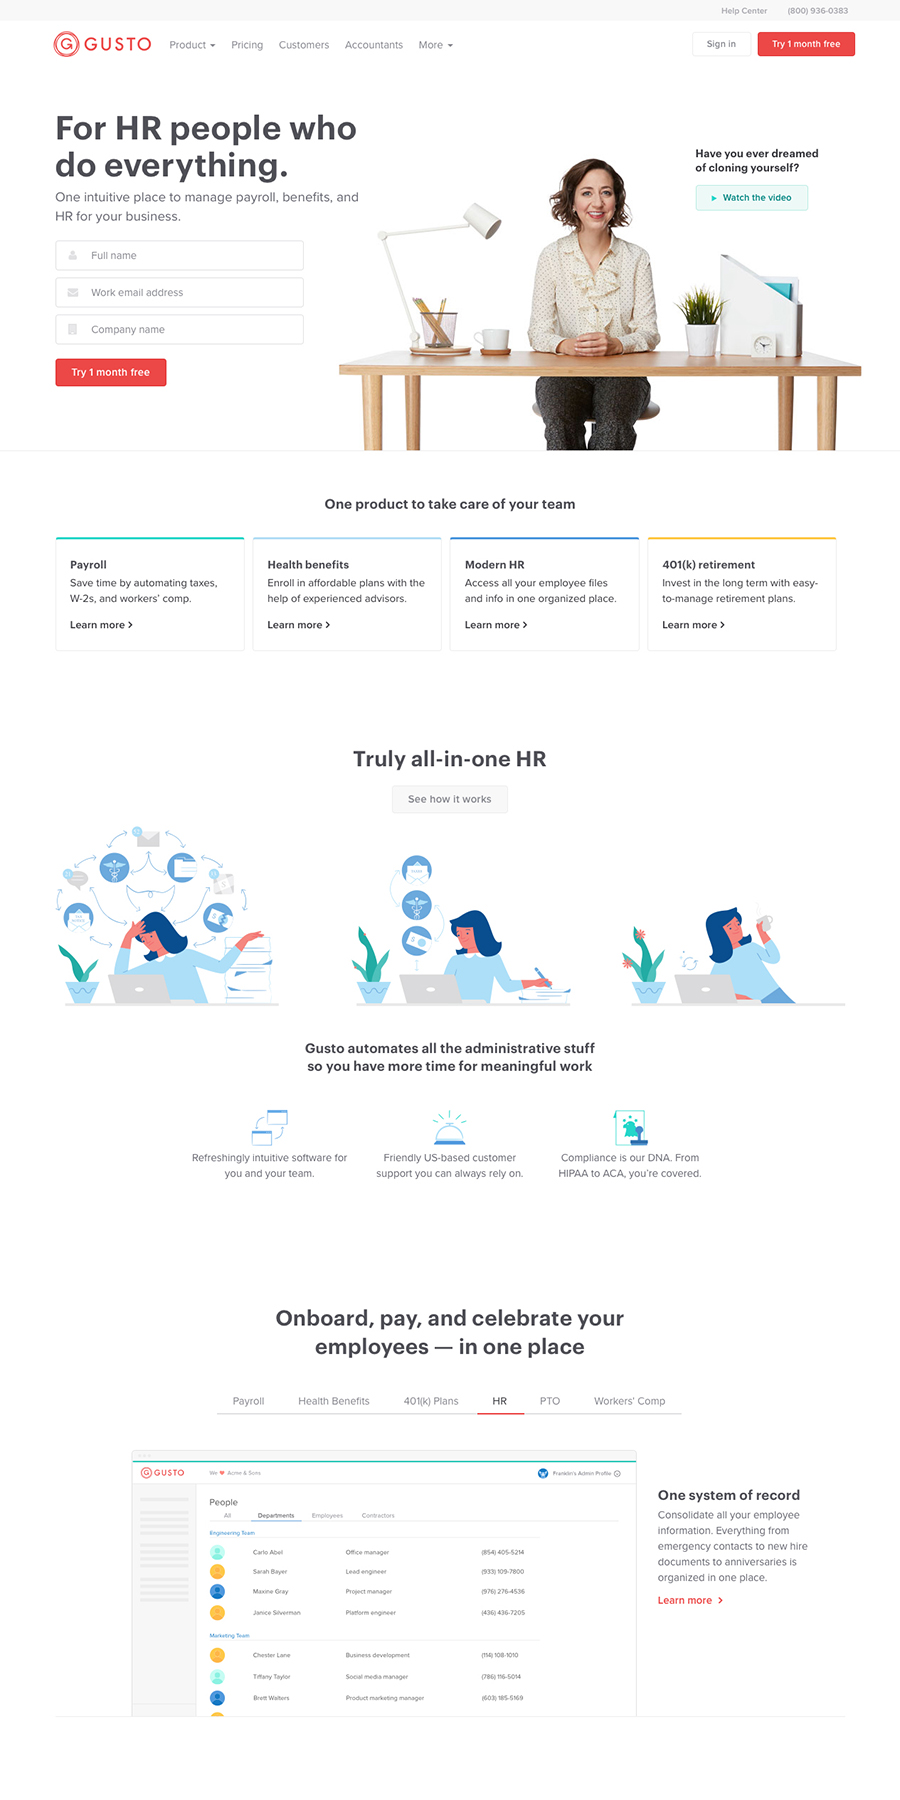 Help Center (800) 936-0383
GUSTO Product Pricing Customers Accountants More Sign in Try 1 month free
For HR people who
do everything.
One intuitive place to manage payroll, benefits, and
HR for your business.
Full name
Work email address
Company name
Try 1 month free
Have you ever dreamed
of cloning yourself?
Watch the video
One product to take care of your team
Payroll
Save time by automating taxes,
W-2s, and workers' comp.
Learn more
Health benefits
Enroll in affordable plans with the
help of experienced advisors.
Learn more
Modern HR
Access all your employee files
and info in one organized place.
Learn more
401(k) retirement
Invest in the long term with easy-
to-manage retirement plans.
Learn more
Truly all-in-one HR
See how it works
Gusto automates all the administrative stuff
so you have more time for meaningful work
Refreshingly intuitive software for
you and your team.
Friendly US-based customer
support you can always rely on.
Compliance is our DNA. From
HIPAA to ACA, you're covered.
Onboard, pay, and celebrate your
employees — in one place
Payroll Health Benefits 401(k) Plans HR PTO Workers' Comp
GUSTO We ❤ Acme & Sons Franklin's Admin Profile
People
All Departments Employees Contractors
Engineering Team
Carlo Abel Office manager (854) 405-5214
Sarah Bayer Lead engineer (933) 109-7800
Maxine Gray Project manager (976) 276-4536
Janice Silverman Platform engineer (436) 436-7205
Marketing Team
Chester Lane Business development (114) 108-1010
Tiffany Taylor Social media manager (786) 116-5014
Brett Walters Product marketing manager (603) 185-5169
One system of record
Consolidate all your employee
information. Everything from
emergency contacts to new hire
documents to anniversaries is
organized in one place.
Learn more